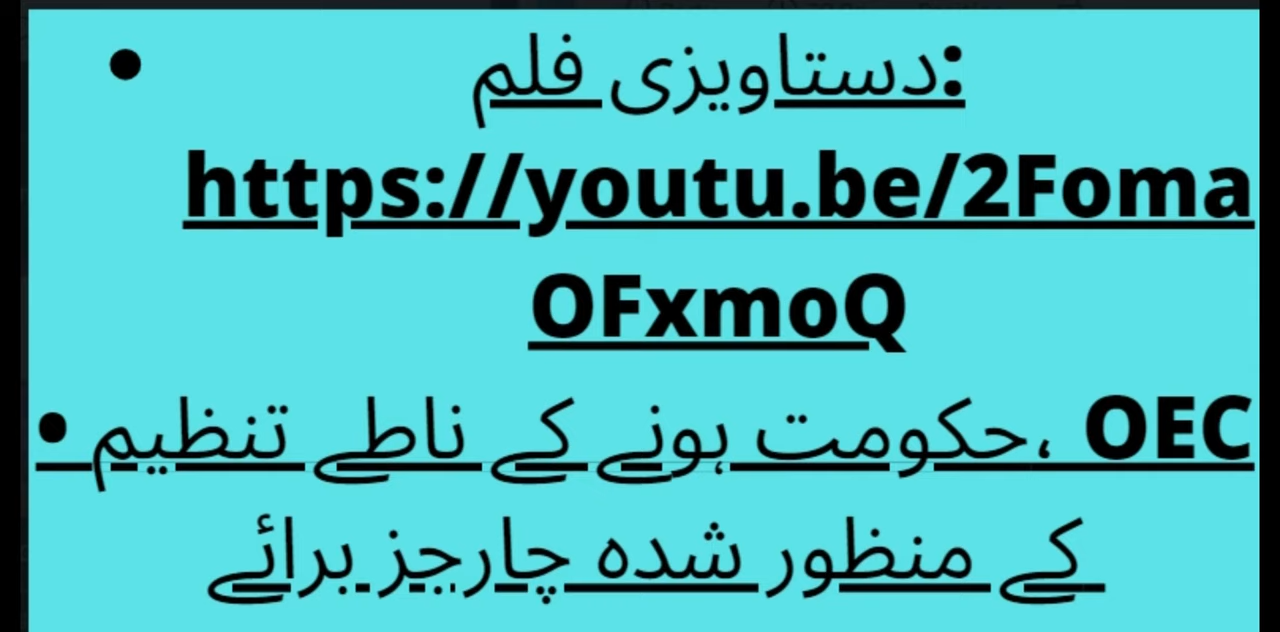 • دستاویزی فلم:
https://youtu.be/2Foma
OFxmoQ
• حکومت ہونے کے ناطے تنظیم، OEC
کے منظور شدہ چارجز برائے